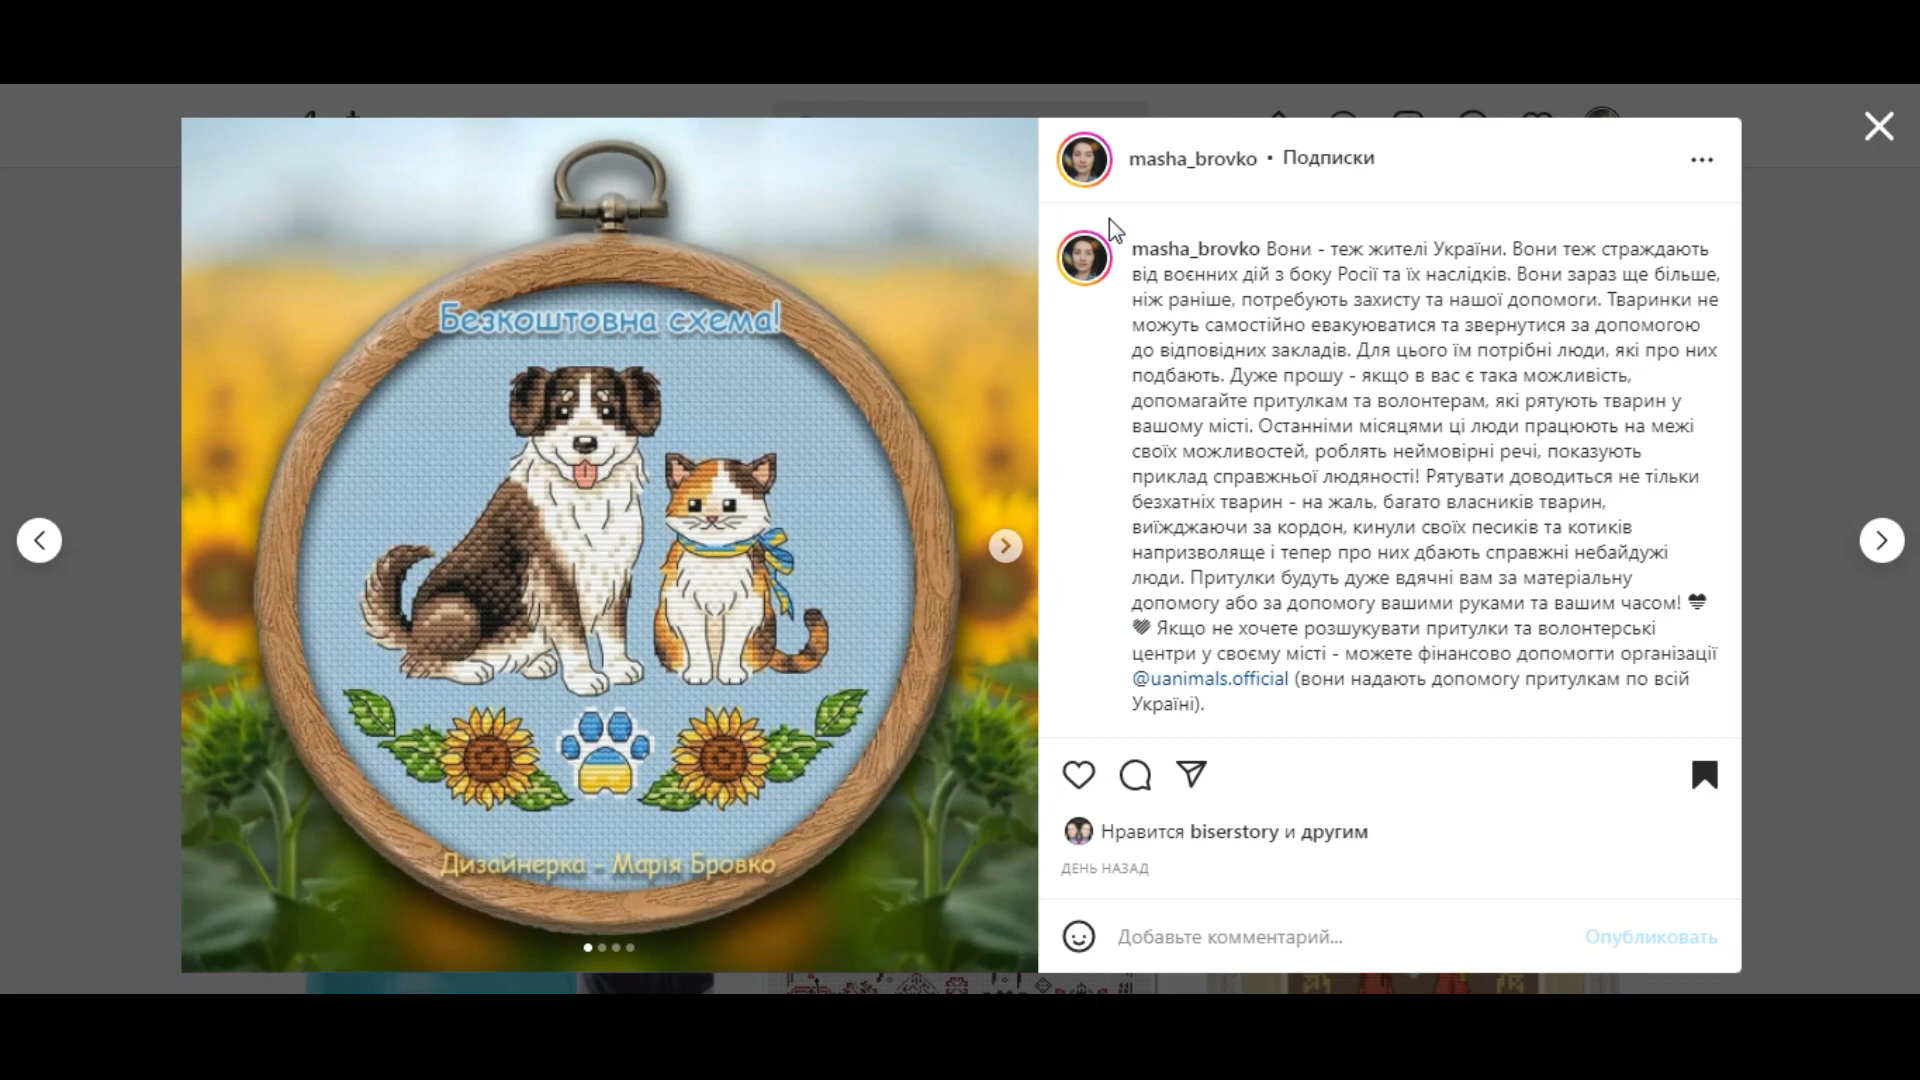 Безкоштовна схема!
Дизайнерка - Марія Бровко
masha_brovko • Подписки
masha_brovko Вони - теж жителі України. Вони теж страждають
від воєнних дій з боку Росії та їх наслідків. Вони зараз ще більше,
ніж раніше, потребують захисту та нашої допомоги. Тваринки не
можуть самостійно евакуюватися та звернутися за допомогою
до відповідних закладів. Для цього їм потрібні люди, які про них
подбають. Дуже прошу - якщо в вас є така можливість,
допомагайте притулкам та волонтерам, які рятують тварин у
вашому місті. Останніми місяцями ці люди працюють на межі
своїх можливостей, роблять неймовірні речі, показують
приклад справжньої людяності! Рятувати доводиться не тільки
безхатніх тварин - на жаль, багато власників тварин,
виїжджаючи за кордон, кинули своїх песиків та котиків
напризволяще і тепер про них дбають справжні небайдужі
люди. Притулки будуть дуже вдячні вам за матеріальну
допомогу або за допомогу вашими руками та вашим часом!
Якщо не хочете розшукувати притулки та волонтерські
центри у своєму місті - можете фінансово допомогти організації
@uanimals.official (вони надають допомогу притулкам по всій
Україні).
Нравится biserstory и другим
ДЕНЬ НАЗАД
Добавьте комментарий...
Опубликовать